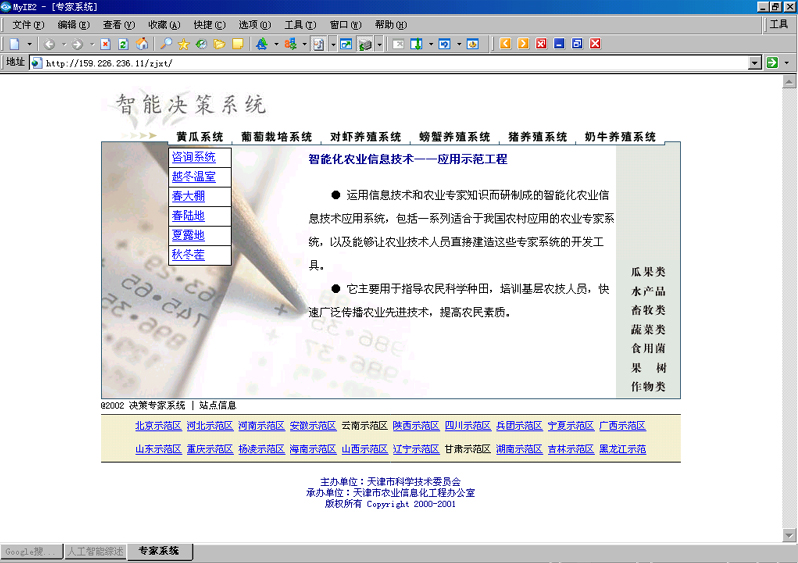 MyIE2 - [专家系统]
文件(F) 编辑(E) 查看(V) 收藏(A) 快捷(C) 选项(O) 工具(T) 窗口(W) 帮助(H) 工具
地址 http://159.226.236.11/zjxt/
智能决策系统
黄瓜系统 葡萄栽培系统 对虾养殖系统 螃蟹养殖系统 猪养殖系统 奶牛养殖系统
咨询系统
越冬温室
春大棚
春陆地
夏露地
秋冬茬
智能化农业信息技术——应用示范工程
● 运用信息技术和农业专家知识而研制成的智能化农业信
息技术应用系统，包括一系列适合于我国农村应用的农业专家系
统，以及能够让农业技术人员直接建造这些专家系统的开发工
具。
● 它主要用于指导农民科学种田，培训基层农技人员，快
速广泛传播农业先进技术，提高农民素质。
瓜果类
水产品
畜牧类
蔬菜类
食用菌
果 树
作物类
©2002 决策专家系统 | 站点信息
北京示范区 河北示范区 河南示范区 安徽示范区 云南示范区 陕西示范区 四川示范区 兵团示范区 宁夏示范区 广西示范区
山东示范区 重庆示范区 杨凌示范区 海南示范区 山西示范区 辽宁示范区 甘肃示范区 湖南示范区 吉林示范区 黑龙江示范
主办单位：天津市科学技术委员会
承办单位：天津市农业信息化工程办公室
版权所有 Copyright 2000-2001
Google搜... 人工智能综述 专家系统